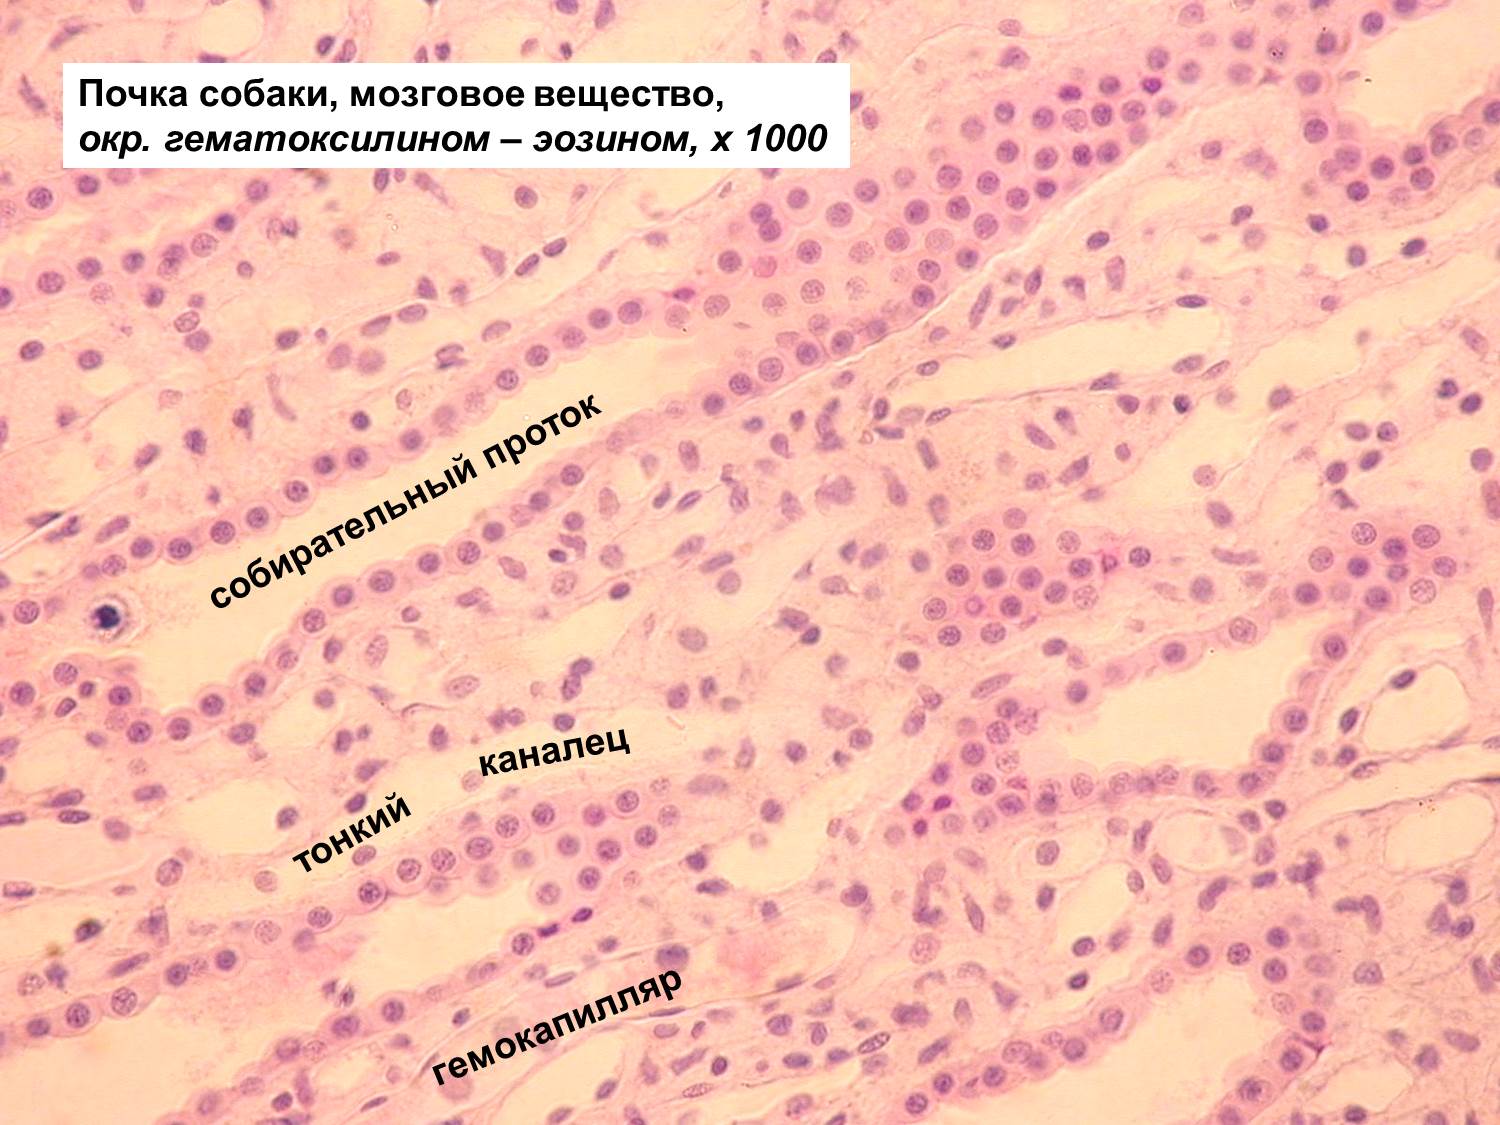 Почка собаки, мозговое вещество,
окр. гематоксилином – эозином, х 1000
собирательный проток
тонкий каналец
гемокапилляр